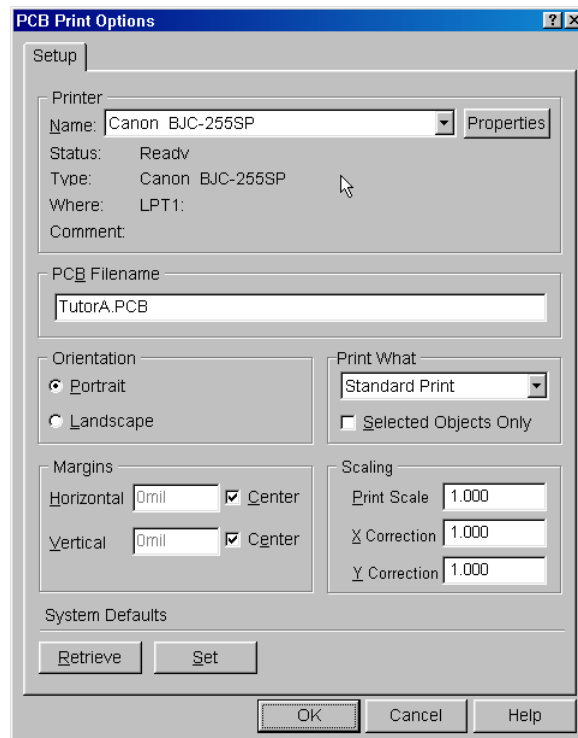 PCB Print Options
Setup
Printer
Name: Canon BJC-255SP Properties
Status: Ready
Type: Canon BJC-255SP
Where: LPT1:
Comment:
PCB Filename
TutorA.PCB
Orientation
Portrait
Landscape
Print What
Standard Print
Selected Objects Only
Margins
Horizontal 0mil Center
Vertical 0mil Center
Scaling
Print Scale 1.000
X Correction 1.000
Y Correction 1.000
System Defaults
Retrieve Set
OK Cancel Help